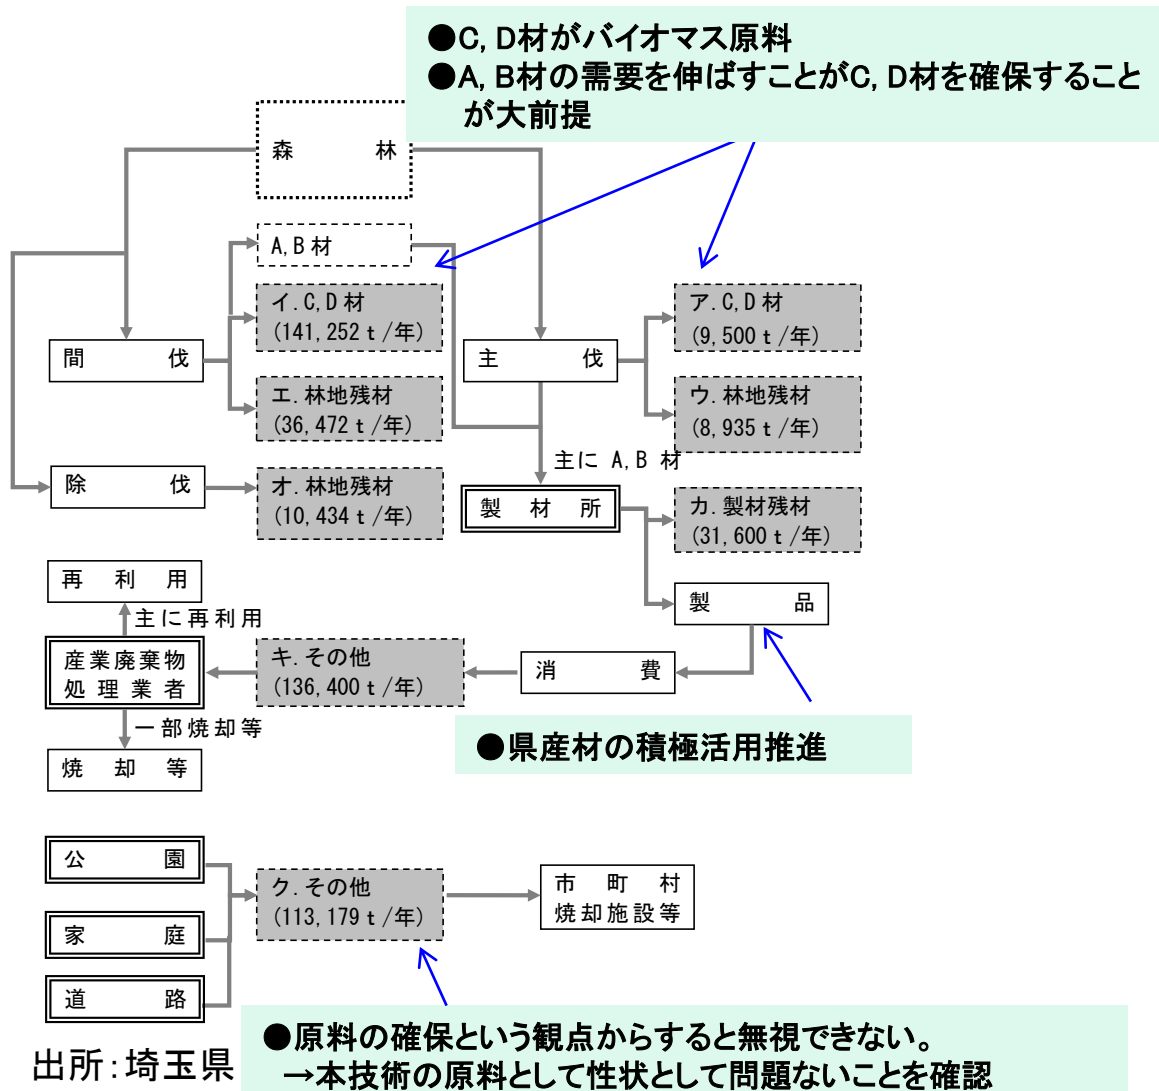 ●C, D材がバイオマス原料
●A, B材の需要を伸ばすことがC, D材を確保すること
が大前提
森 林
A, B 材
イ. C, D 材
(141, 252 t /年)
ア. C, D 材
(9, 500 t /年)
間 伐
主 伐
エ. 林地残材
(36, 472 t /年)
ウ. 林地残材
(8, 935 t /年)
主に A, B 材
除 伐
オ. 林地残材
(10, 434 t /年)
製 材 所
カ. 製材残材
(31, 600 t /年)
再 利 用
主に再利用
製 品
産業廃棄物
処 理 業 者
キ. その他
(136, 400 t /年)
消 費
一部焼却等
焼 却 等
●県産材の積極活用推進
公 園
家 庭
道 路
ク. その他
(113, 179 t /年)
市 町 村
焼却施設等
●原料の確保という観点からすると無視できない。
→本技術の原料として性状として問題ないことを確認
出所:埼玉県